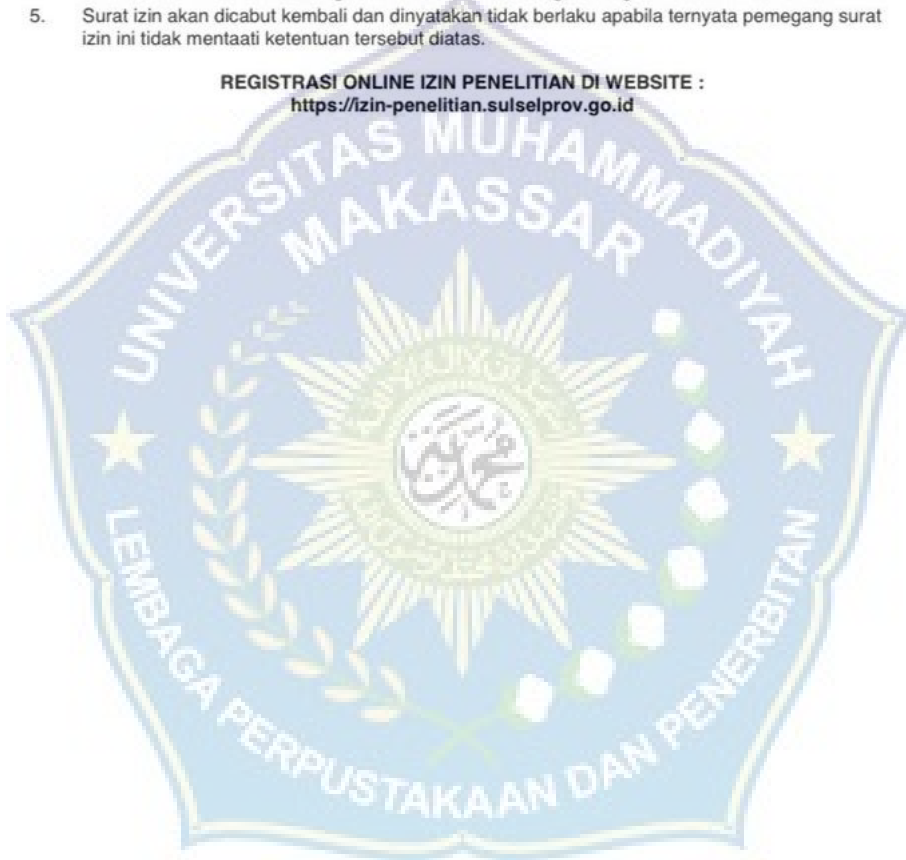 5. Surat izin akan dicabut kembali dan dinyatakan tidak berlaku apabila ternyata pemegang surat
izin ini tidak mentaati ketentuan tersebut diatas.
REGISTRASI ONLINE IZIN PENELITIAN DI WEBSITE :
https://izin-penelitian.sulselprov.go.id
UNIVERSITAS MUHAMMADIYAH
MAKASSAR
LEMBAGA PERPUSTAKAAN DAN PENERBITAN